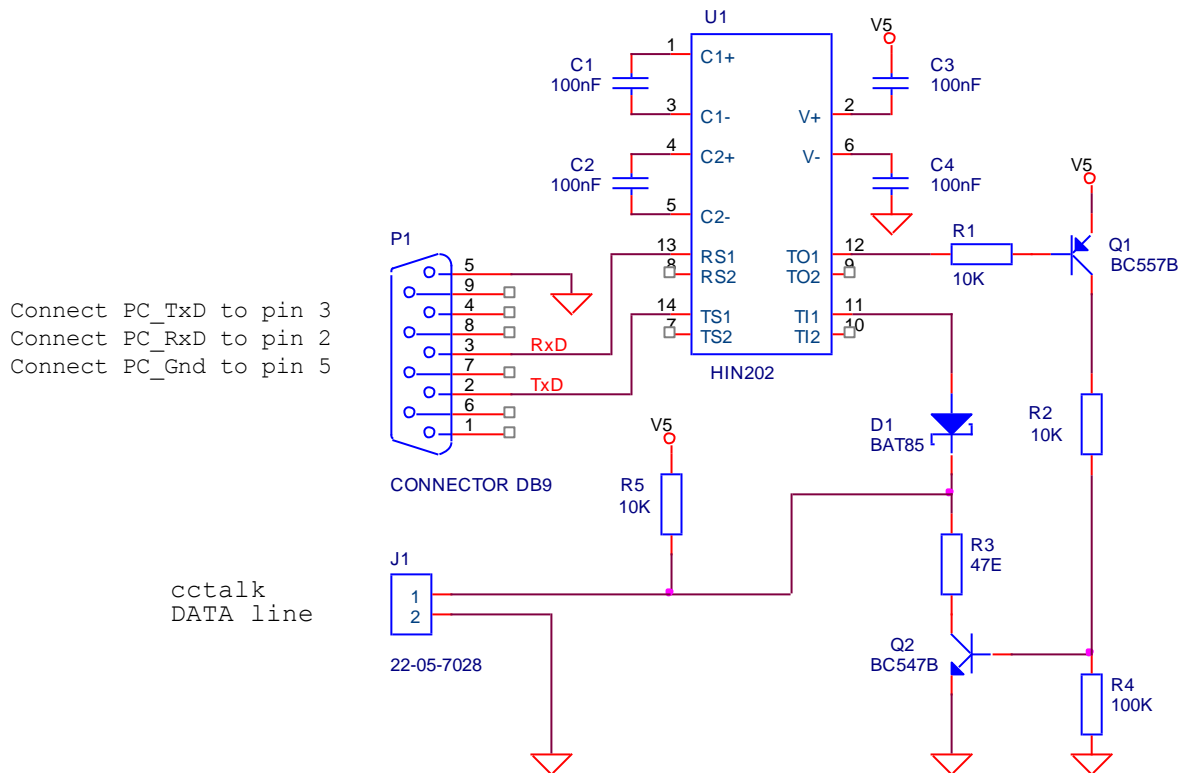 U1
V5
1
C1+
C1
100nF
C3
100nF
3
C1-
V+
2
4
C2+
V-
6
C2
100nF
C4
100nF
V5
5
C2-
P1
13
RS1
TO1
12
R1
10K
Q1
BC557B
8
RS2
TO2
9
5
9
4
8
3
7
2
6
1
Connect PC_TxD to pin 3
Connect PC_RxD to pin 2
Connect PC_Gnd to pin 5
RxD
TxD
14
TS1
TI1
11
7
TS2
TI2
10
HIN202
D1
BAT85
R2
10K
V5
CONNECTOR DB9
R5
10K
R3
47E
J1
cctalk
DATA line
1
2
22-05-7028
Q2
BC547B
R4
100K